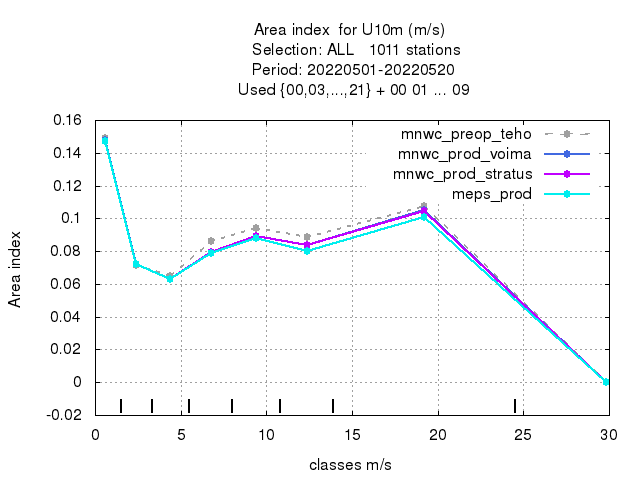 Area index  for U10m (m/s)
Selection: ALL   1011 stations
Period: 20220501-20220520
Used {00,03,...,21} + 00 01 ... 09
0.16
0.14
0.12
0.1
0.08
0.06
0.04
0.02
0
-0.02
Area index
mnwc_preop_teho
mnwc_prod_voima
mnwc_prod_stratus
meps_prod
0 5 10 15 20 25 30
classes m/s